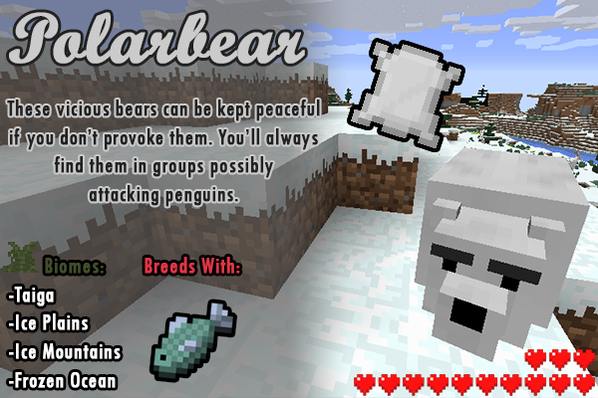 Polarbear
These vicious bears can be kept peaceful
if you don't provoke them. You'll always
find them in groups possibly
attacking penguins.
Biomes:
-Taiga
-Ice Plains
-Ice Mountains
-Frozen Ocean
Breeds With: